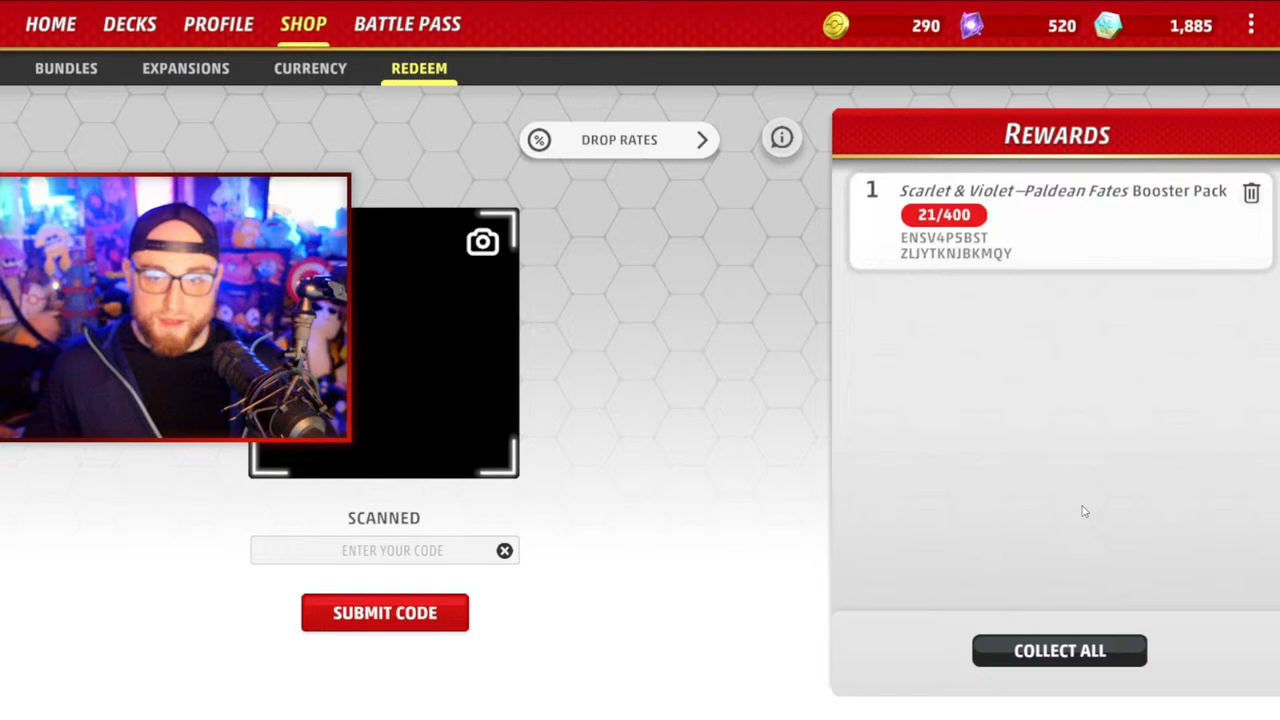 HOME DECKS PROFILE SHOP BATTLE PASS 290 520 1,885
BUNDLES EXPANSIONS CURRENCY REDEEM
% DROP RATES
REWARDS
1 Scarlet & Violet—Paldean Fates Booster Pack
21/400
ENSV4P5BST
ZLJYTKNJBKMQY
SCANNED
ENTER YOUR CODE
SUBMIT CODE
COLLECT ALL